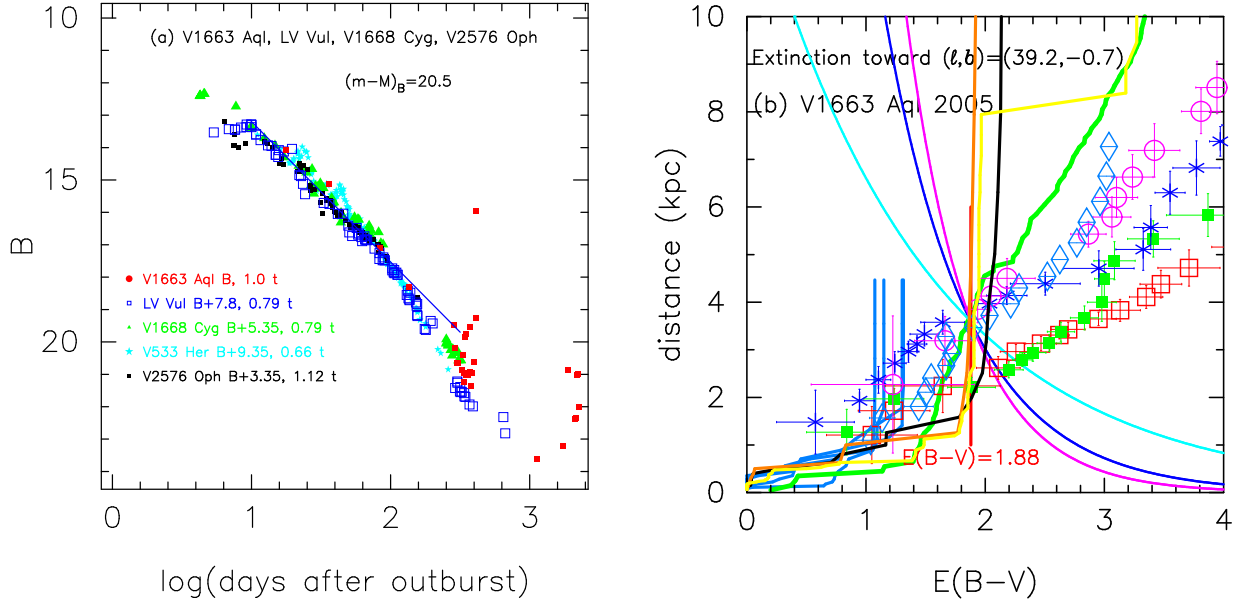 (a) V1663 Aql, LV Vul, V1668 Cyg, V2576 Oph
(m−M)B=20.5
10
15
20
B
V1663 Aql B, 1.0 t
LV Vul B+7.8, 0.79 t
V1668 Cyg B+5.35, 0.79 t
V533 Her B+9.35, 0.66 t
V2576 Oph B+3.35, 1.12 t
0
1
2
3
log(days after outburst)
10
8
6
4
2
0
distance (kpc)
Extinction toward (l,b)=(39.2,−0.7)
(b) V1663 Aql 2005
E(B−V)=1.88
0
1
2
3
4
E(B−V)